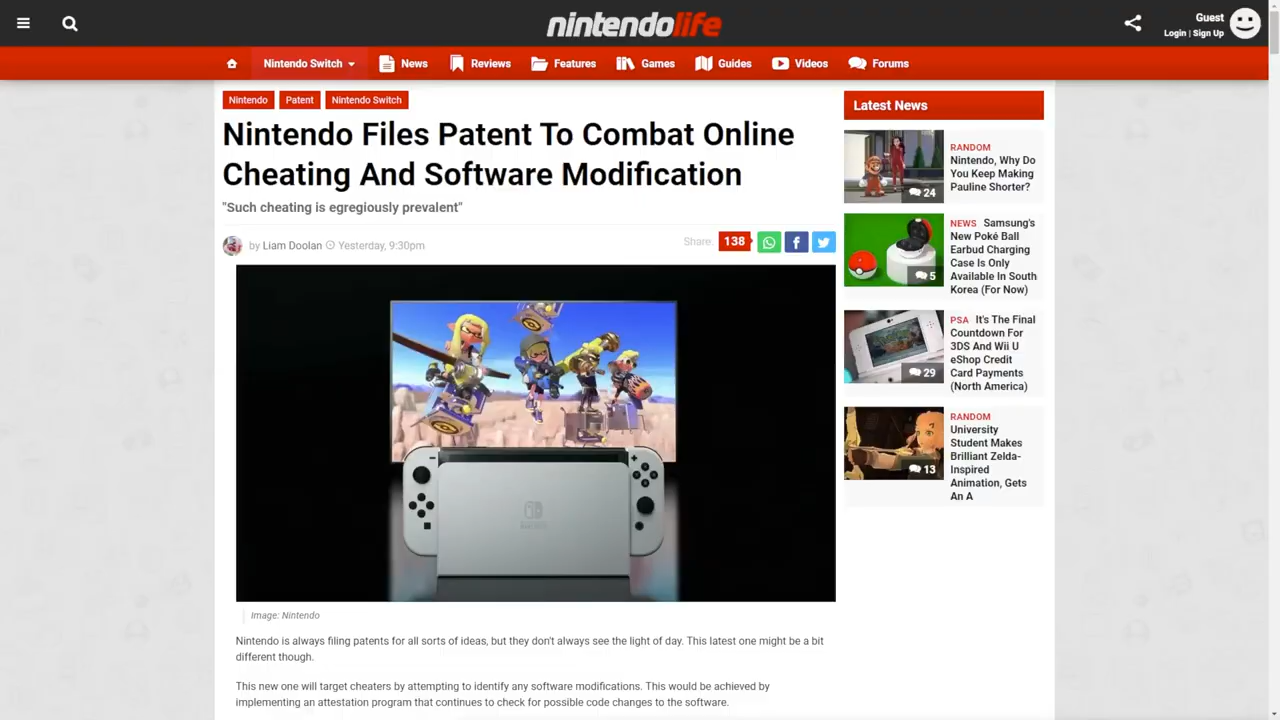 nintendolife
Guest
Login | Sign Up
Nintendo Switch
News
Reviews
Features
Games
Guides
Videos
Forums
Nintendo
Patent
Nintendo Switch
Nintendo Files Patent To Combat Online
Cheating And Software Modification
"Such cheating is egregiously prevalent"
by Liam Doolan
Yesterday, 9:30pm
Share:
138
Image: Nintendo
Nintendo is always filing patents for all sorts of ideas, but they don't always see the light of day. This latest one might be a bit
different though.
This new one will target cheaters by attempting to identify any software modifications. This would be achieved by
implementing an attestation program that continues to check for possible code changes to the software.
Latest News
24
RANDOM
Nintendo, Why Do
You Keep Making
Pauline Shorter?
5
NEWS Samsung's
New Poké Ball
Earbud Charging
Case Is Only
Available In South
Korea (For Now)
29
PSA It's The Final
Countdown For
3DS And Wii U
eShop Credit
Card Payments
(North America)
13
RANDOM
University
Student Makes
Brilliant Zelda-
Inspired
Animation, Gets
An A